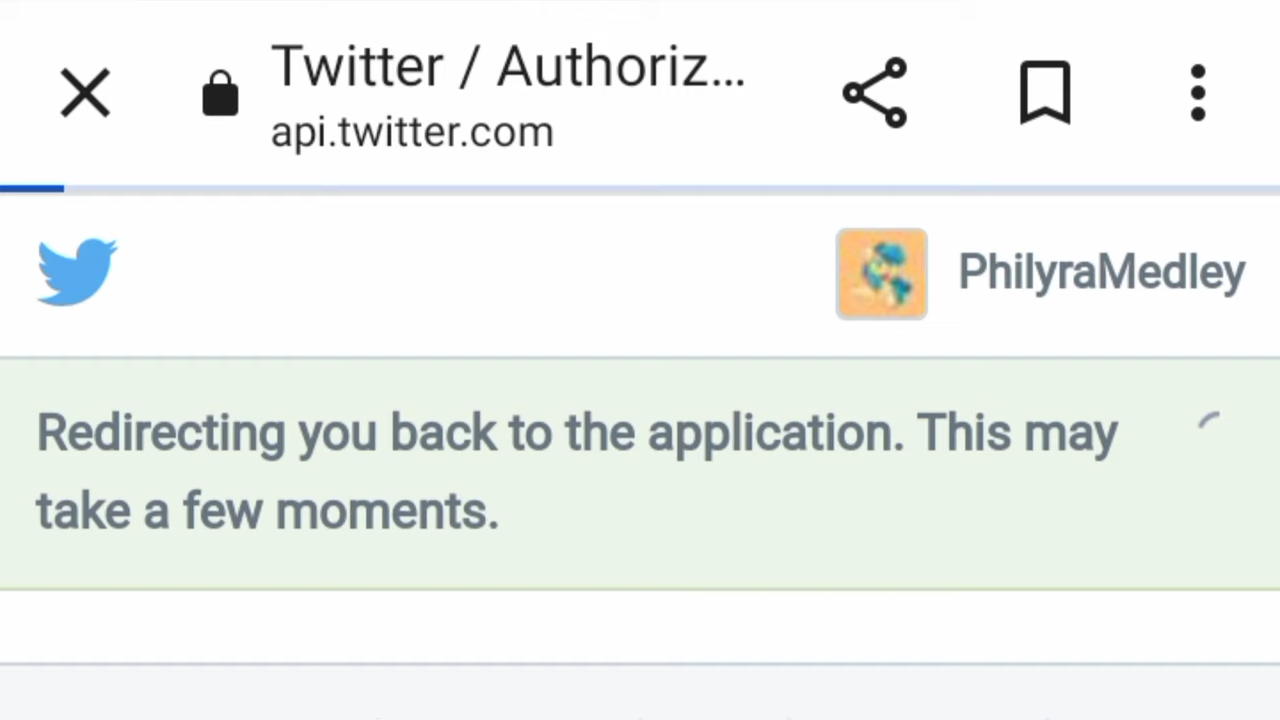 Twitter / Authoriz...
api.twitter.com
PhilyraMedley
Redirecting you back to the application. This may
take a few moments.